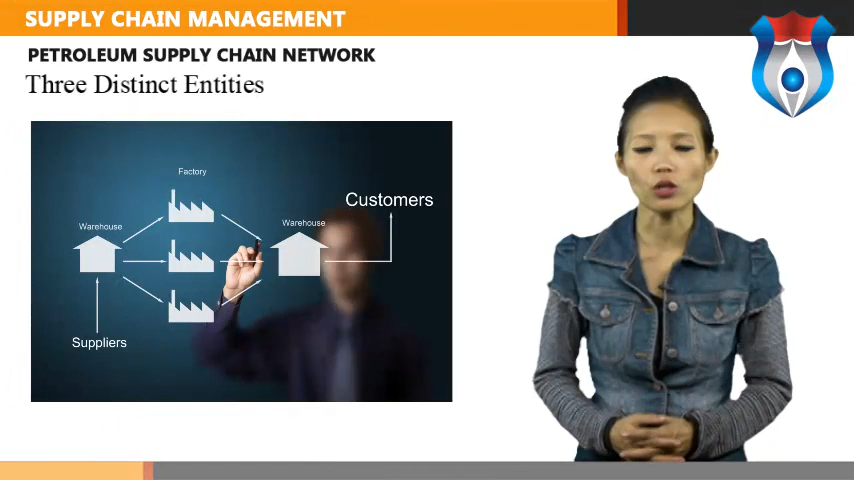 SUPPLY CHAIN MANAGEMENT
PETROLEUM SUPPLY CHAIN NETWORK
Three Distinct Entities
Factory
Customers
Warehouse
Warehouse
Suppliers